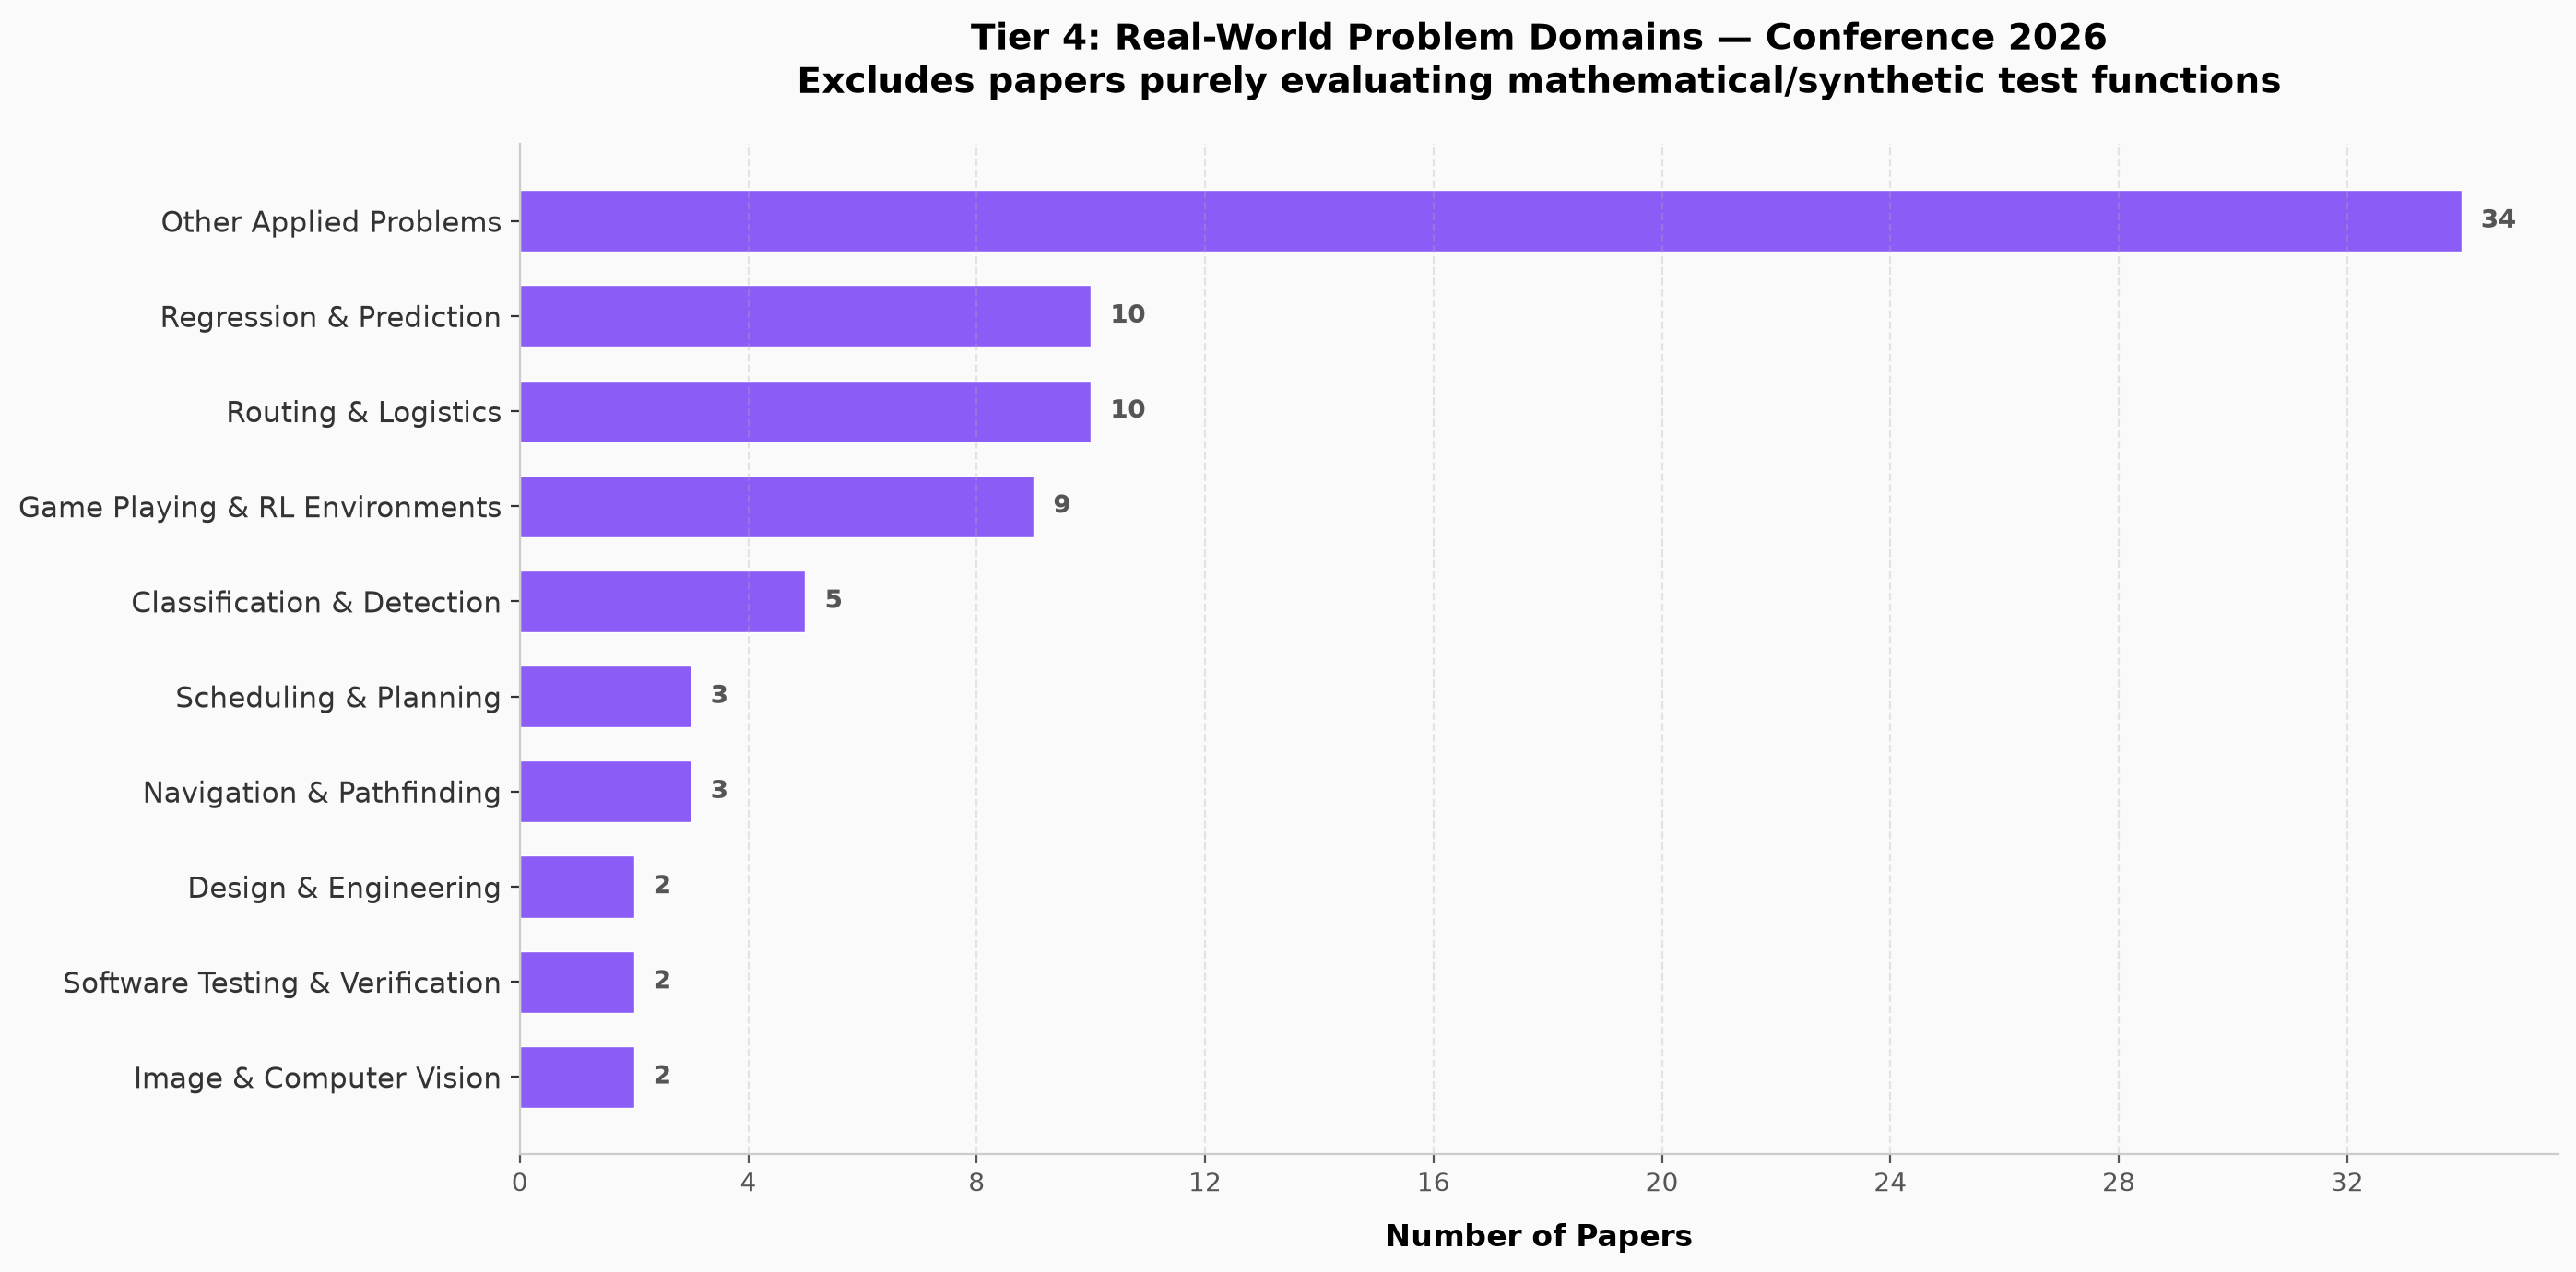 Tier 4: Real-World Problem Domains — Conference 2026
Excludes papers purely evaluating mathematical/synthetic test functions
Other Applied Problems 34
Regression & Prediction 10
Routing & Logistics 10
Game Playing & RL Environments 9
Classification & Detection 5
Scheduling & Planning 3
Navigation & Pathfinding 3
Design & Engineering 2
Software Testing & Verification 2
Image & Computer Vision 2
0 4 8 12 16 20 24 28 32
Number of Papers